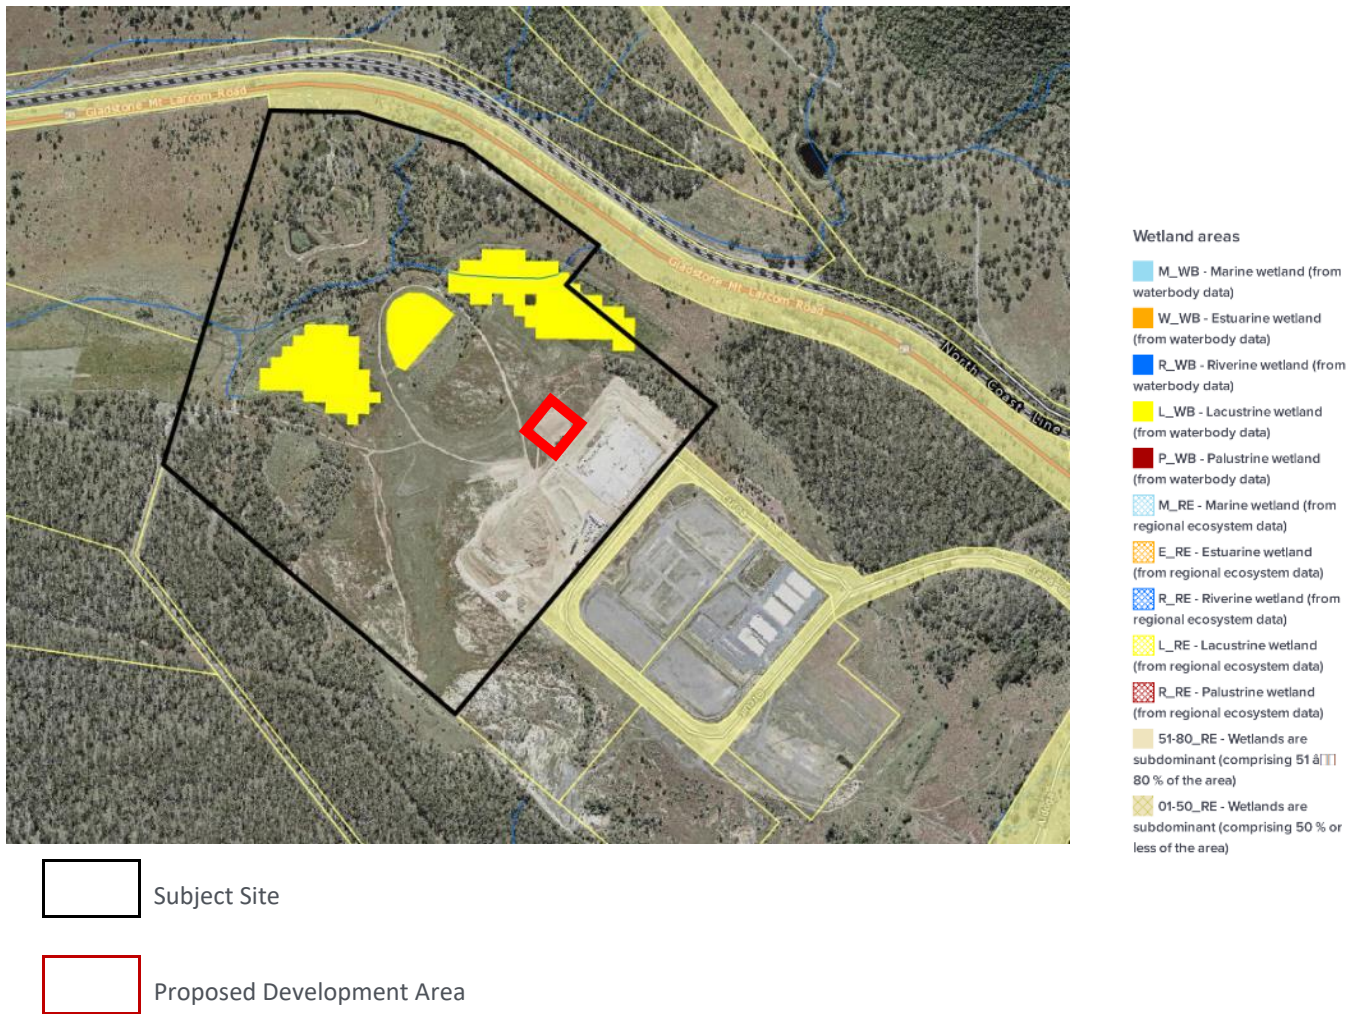 Gladstone Mt Larcom Road
Gladstone Mt Larcom Road
North Coast Line
Wetland areas
M_WB - Marine wetland (from
waterbody data)
W_WB - Estuarine wetland
(from waterbody data)
R_WB - Riverine wetland (from
waterbody data)
L_WB - Lacustrine wetland
(from waterbody data)
P_WB - Palustrine wetland
(from waterbody data)
M_RE - Marine wetland (from
regional ecosystem data)
E_RE - Estuarine wetland
(from regional ecosystem data)
R_RE - Riverine wetland (from
regional ecosystem data)
L_RE - Lacustrine wetland
(from regional ecosystem data)
R_RE - Palustrine wetland
(from regional ecosystem data)
51-80_RE - Wetlands are
subdominant (comprising 51 â
80 % of the area)
01-50_RE - Wetlands are
subdominant (comprising 50 % or
less of the area)
Subject Site
Proposed Development Area